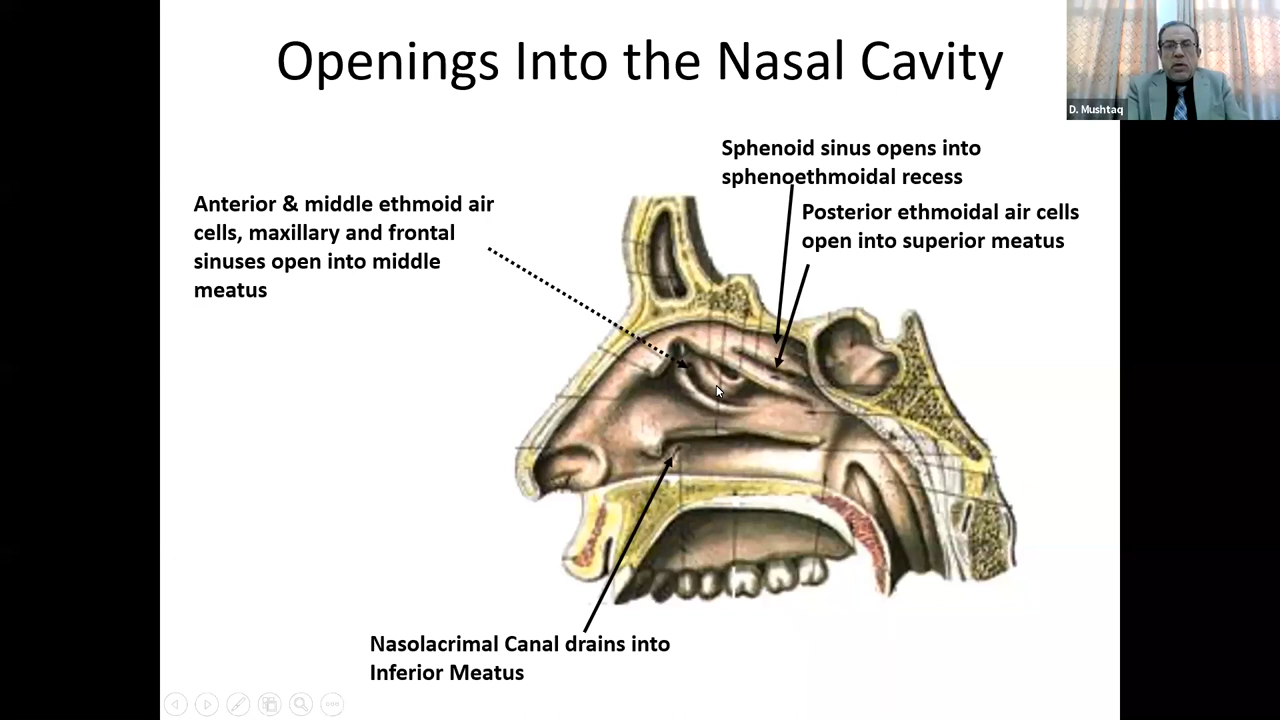 Openings Into the Nasal Cavity
D. Mushtaq
Sphenoid sinus opens into
sphenoethmoidal recess
Anterior & middle ethmoid air
cells, maxillary and frontal
sinuses open into middle
meatus
Posterior ethmoidal air cells
open into superior meatus
Nasolacrimal Canal drains into
Inferior Meatus